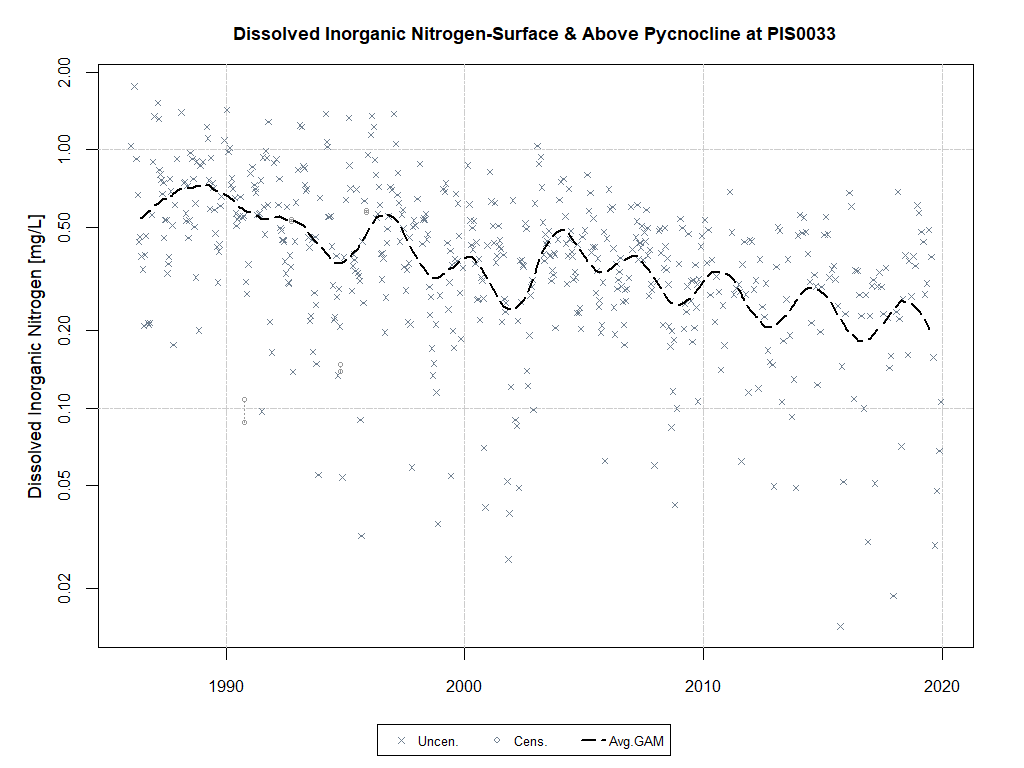 Dissolved Inorganic Nitrogen-Surface & Above Pycnocline at PIS0033
Dissolved Inorganic Nitrogen [mg/L]
2.00
1.00
0.50
0.20
0.10
0.05
0.02
1990 2000 2010 2020
Uncen. Cens. Avg.GAM